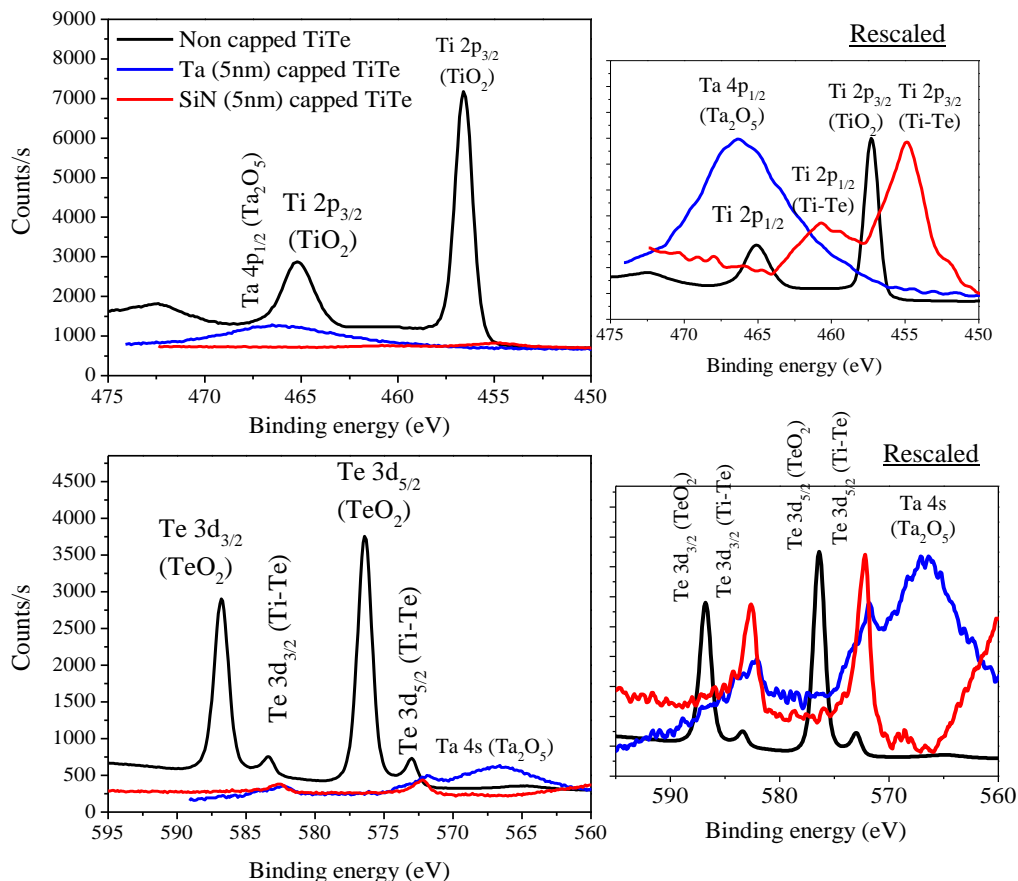 Non capped TiTe
Ta (5nm) capped TiTe
SiN (5nm) capped TiTe
Ti 2p3/2
(TiO2)
Ti 2p3/2
(TiO2)
Ta 4p1/2 (Ta2O5)
9000
8000
7000
6000
5000
4000
3000
2000
1000
0
Counts/s
475 470 465 460 455 450
Binding energy (eV)
Rescaled
Ta 4p1/2
(Ta2O5)
Ti 2p3/2
(TiO2)
Ti 2p3/2
(Ti-Te)
Ti 2p1/2
(Ti-Te)
Ti 2p1/2
475 470 465 460 455 450
Binding energy (eV)
Te 3d3/2
(TeO2)
Te 3d3/2 (Ti-Te)
Te 3d5/2
(TeO2)
Te 3d5/2 (Ti-Te)
Ta 4s (Ta2O5)
4500
4000
3500
3000
2500
2000
1500
1000
500
0
Counts/s
595 590 585 580 575 570 565 560
Binding energy (eV)
Rescaled
Te 3d3/2 (TeO2)
Te 3d3/2 (Ti-Te)
Te 3d5/2 (TeO2)
Te 3d5/2 (Ti-Te)
Ta 4s
(Ta2O5)
590 580 570 560
Binding energy (eV)